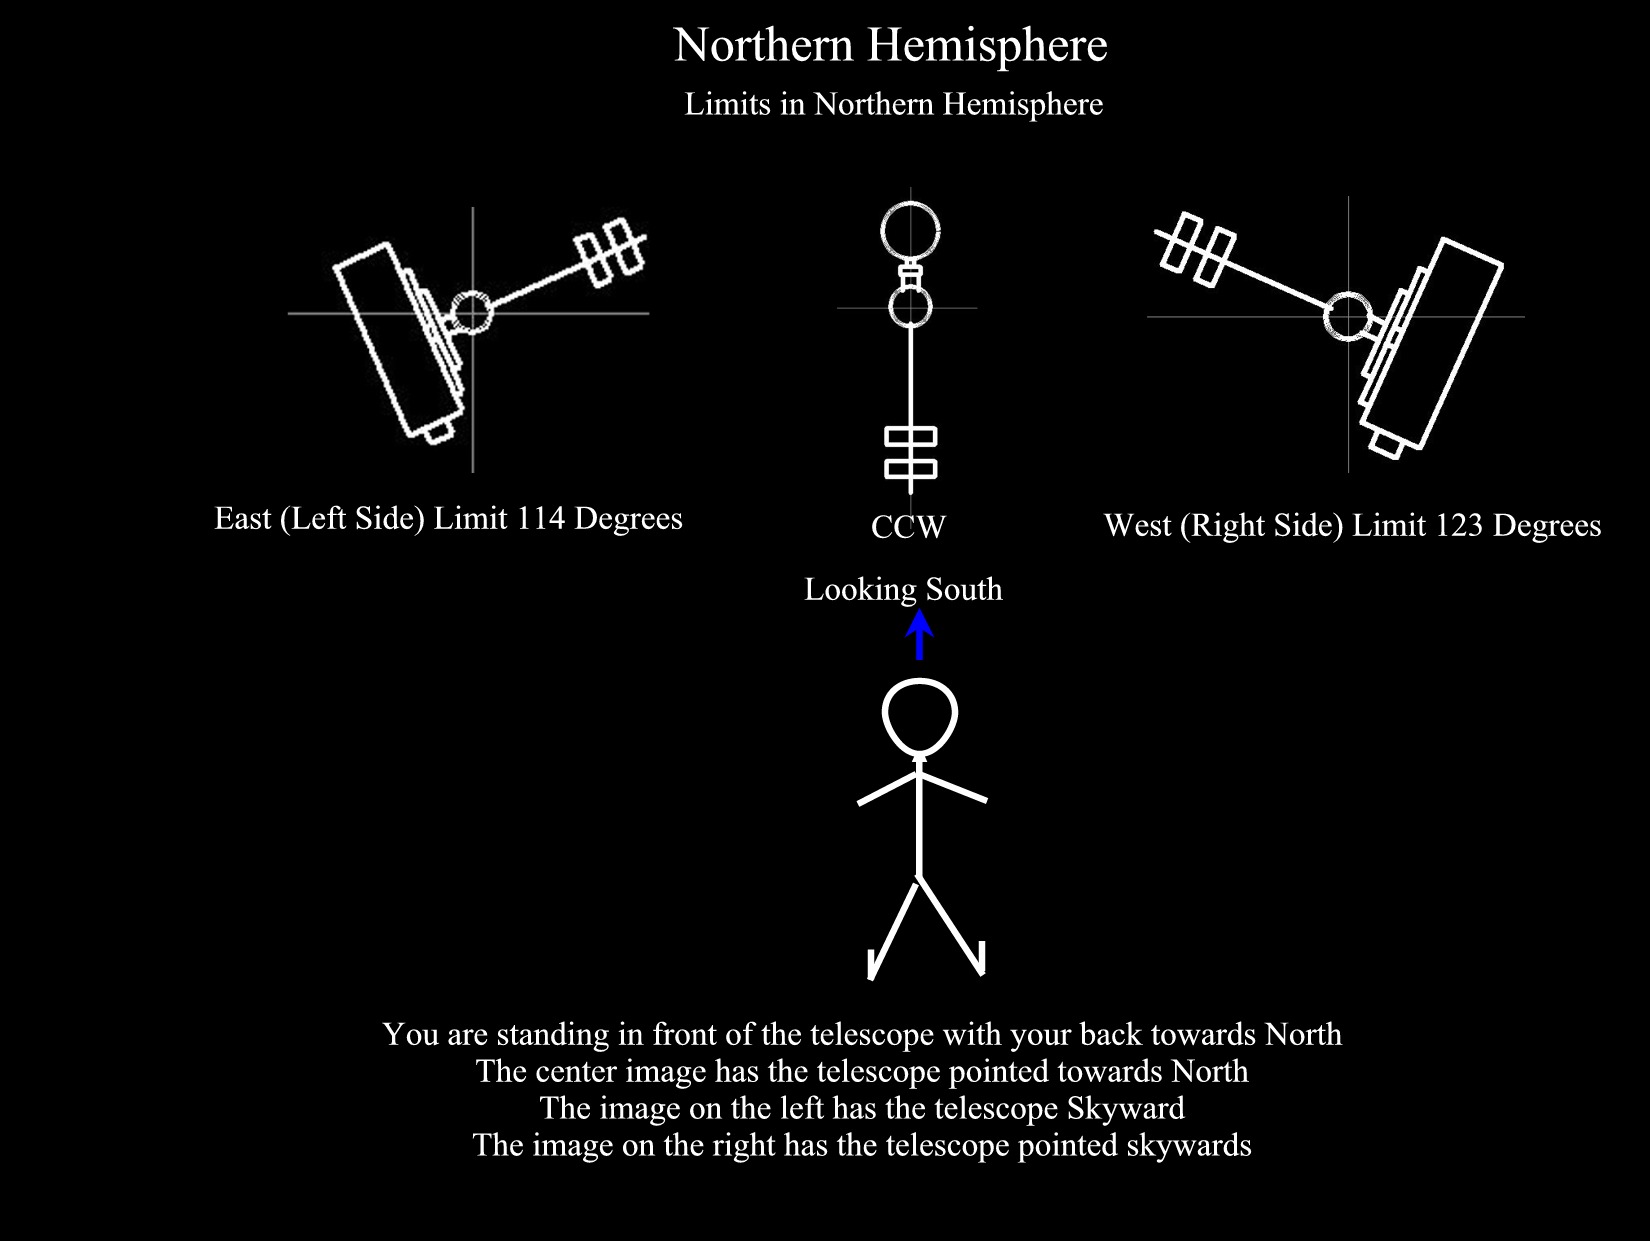 Northern Hemisphere
Limits in Northern Hemisphere
East (Left Side) Limit 114 Degrees
CCW
West (Right Side) Limit 123 Degrees
Looking South
You are standing in front of the telescope with your back towards North
The center image has the telescope pointed towards North
The image on the left has the telescope Skyward
The image on the right has the telescope pointed skywards